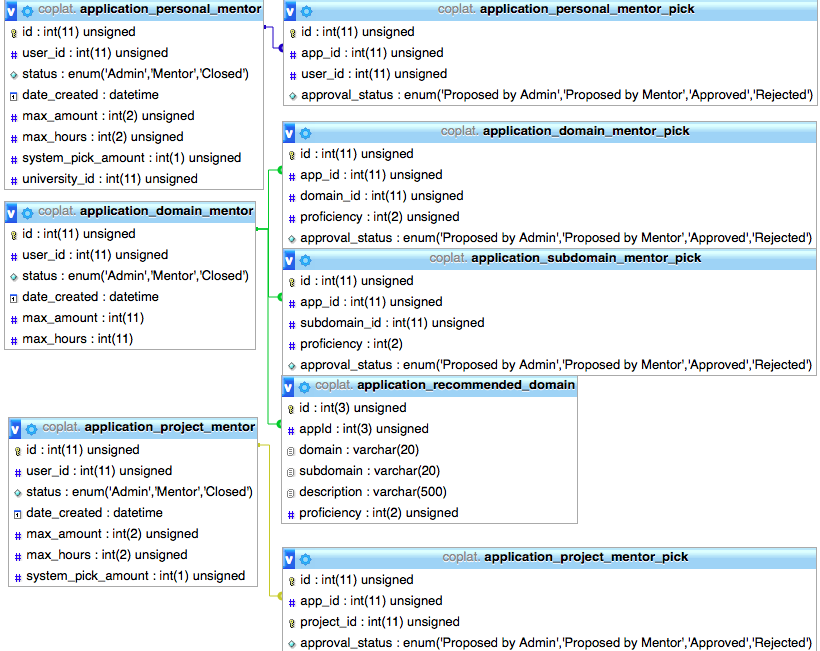 coplat. application_personal_mentor
id : int(11) unsigned
user_id : int(11) unsigned
status : enum('Admin','Mentor','Closed')
date_created : datetime
max_amount : int(2) unsigned
max_hours : int(2) unsigned
system_pick_amount : int(1) unsigned
university_id : int(11) unsigned
coplat. application_personal_mentor_pick
id : int(11) unsigned
app_id : int(11) unsigned
user_id : int(11) unsigned
approval_status : enum('Proposed by Admin','Proposed by Mentor','Approved','Rejected')
coplat. application_domain_mentor_pick
id : int(11) unsigned
app_id : int(11) unsigned
domain_id : int(11) unsigned
proficiency : int(2) unsigned
approval_status : enum('Proposed by Admin','Proposed by Mentor','Approved','Rejected')
coplat. application_domain_mentor
id : int(11) unsigned
user_id : int(11) unsigned
status : enum('Admin','Mentor','Closed')
date_created : datetime
max_amount : int(11)
max_hours : int(11)
coplat. application_subdomain_mentor_pick
id : int(11) unsigned
app_id : int(11) unsigned
subdomain_id : int(11) unsigned
proficiency : int(2)
approval_status : enum('Proposed by Admin','Proposed by Mentor','Approved','Rejected')
coplat. application_recommended_domain
id : int(3) unsigned
appId : int(3) unsigned
domain : varchar(20)
subdomain : varchar(20)
description : varchar(500)
proficiency : int(2) unsigned
coplat. application_project_mentor
id : int(11) unsigned
user_id : int(11) unsigned
status : enum('Admin','Mentor','Closed')
date_created : datetime
max_amount : int(2) unsigned
max_hours : int(2) unsigned
system_pick_amount : int(1) unsigned
coplat. application_project_mentor_pick
id : int(11) unsigned
app_id : int(11) unsigned
project_id : int(11) unsigned
approval_status : enum('Proposed by Admin','Proposed by Mentor','Approved','Rejected')